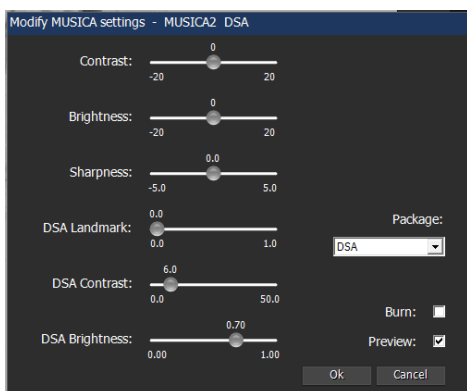 Modify MUSICA settings - MUSICA2 DSA
0
Contrast:
-20 20
0
Brightness:
-20 20
0.0
Sharpness:
-5.0 5.0
0.0
DSA Landmark:
0.0 1.0
Package:
DSA
6.0
DSA Contrast:
0.0 50.0
Burn:
0.70
DSA Brightness:
0.00 1.00
Preview:
Ok Cancel